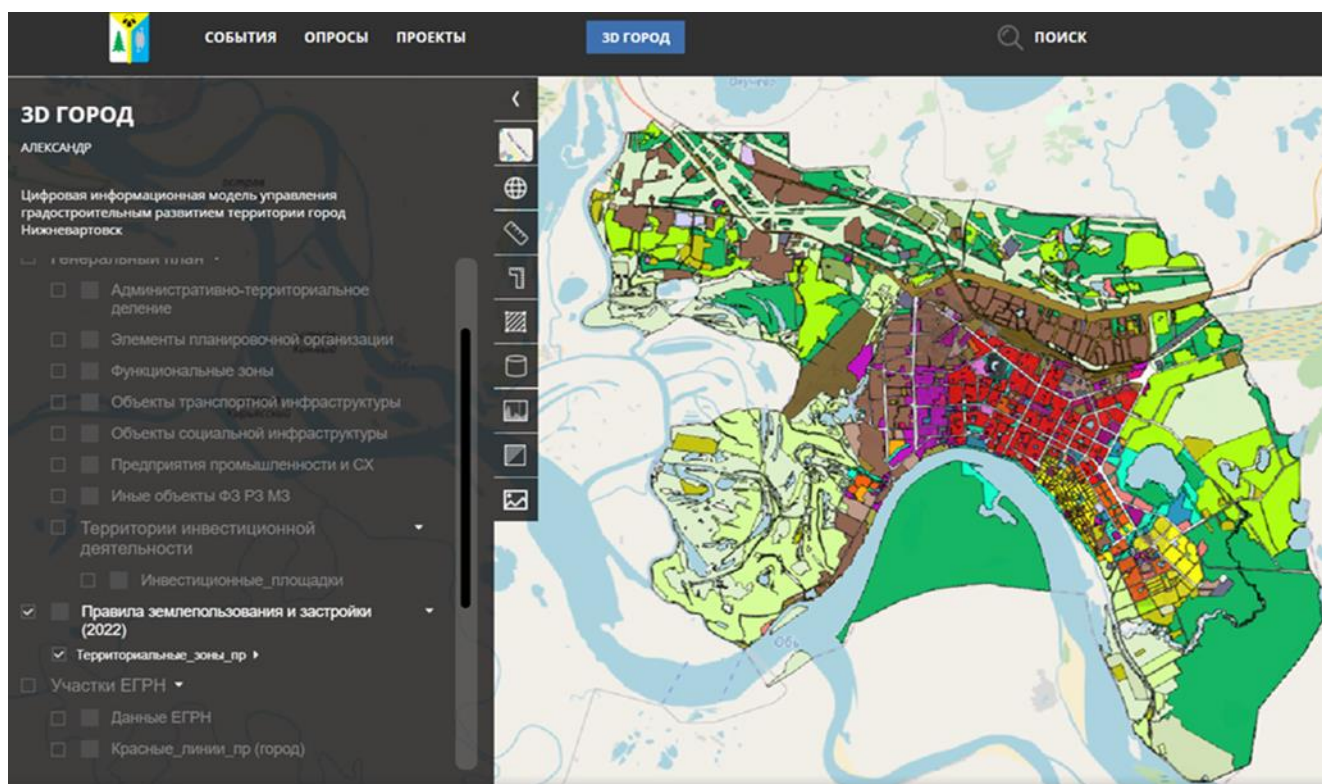 СОБЫТИЯ ОПРОСЫ ПРОЕКТЫ 3D ГОРОД ПОИСК
3D ГОРОД
АЛЕКСАНДР
Цифровая информационная модель управления
градостроительным развитием территории город
Нижневартовск
Генеральный план
Административно-территориальное
деление
Элементы планировочной организации
Функциональные зоны
Объекты транспортной инфраструктуры
Объекты социальной инфраструктуры
Предприятия промышленности и СХ
Иные объекты ФЗ РЗ МЗ
Территории инвестиционной
деятельности
Инвестиционные_площадки
Правила землепользования и застройки
(2022)
Территориальные_зоны_пр
Участки ЕГРН
Данные ЕГРН
Красные_линии_пр (город)
остров
Обь